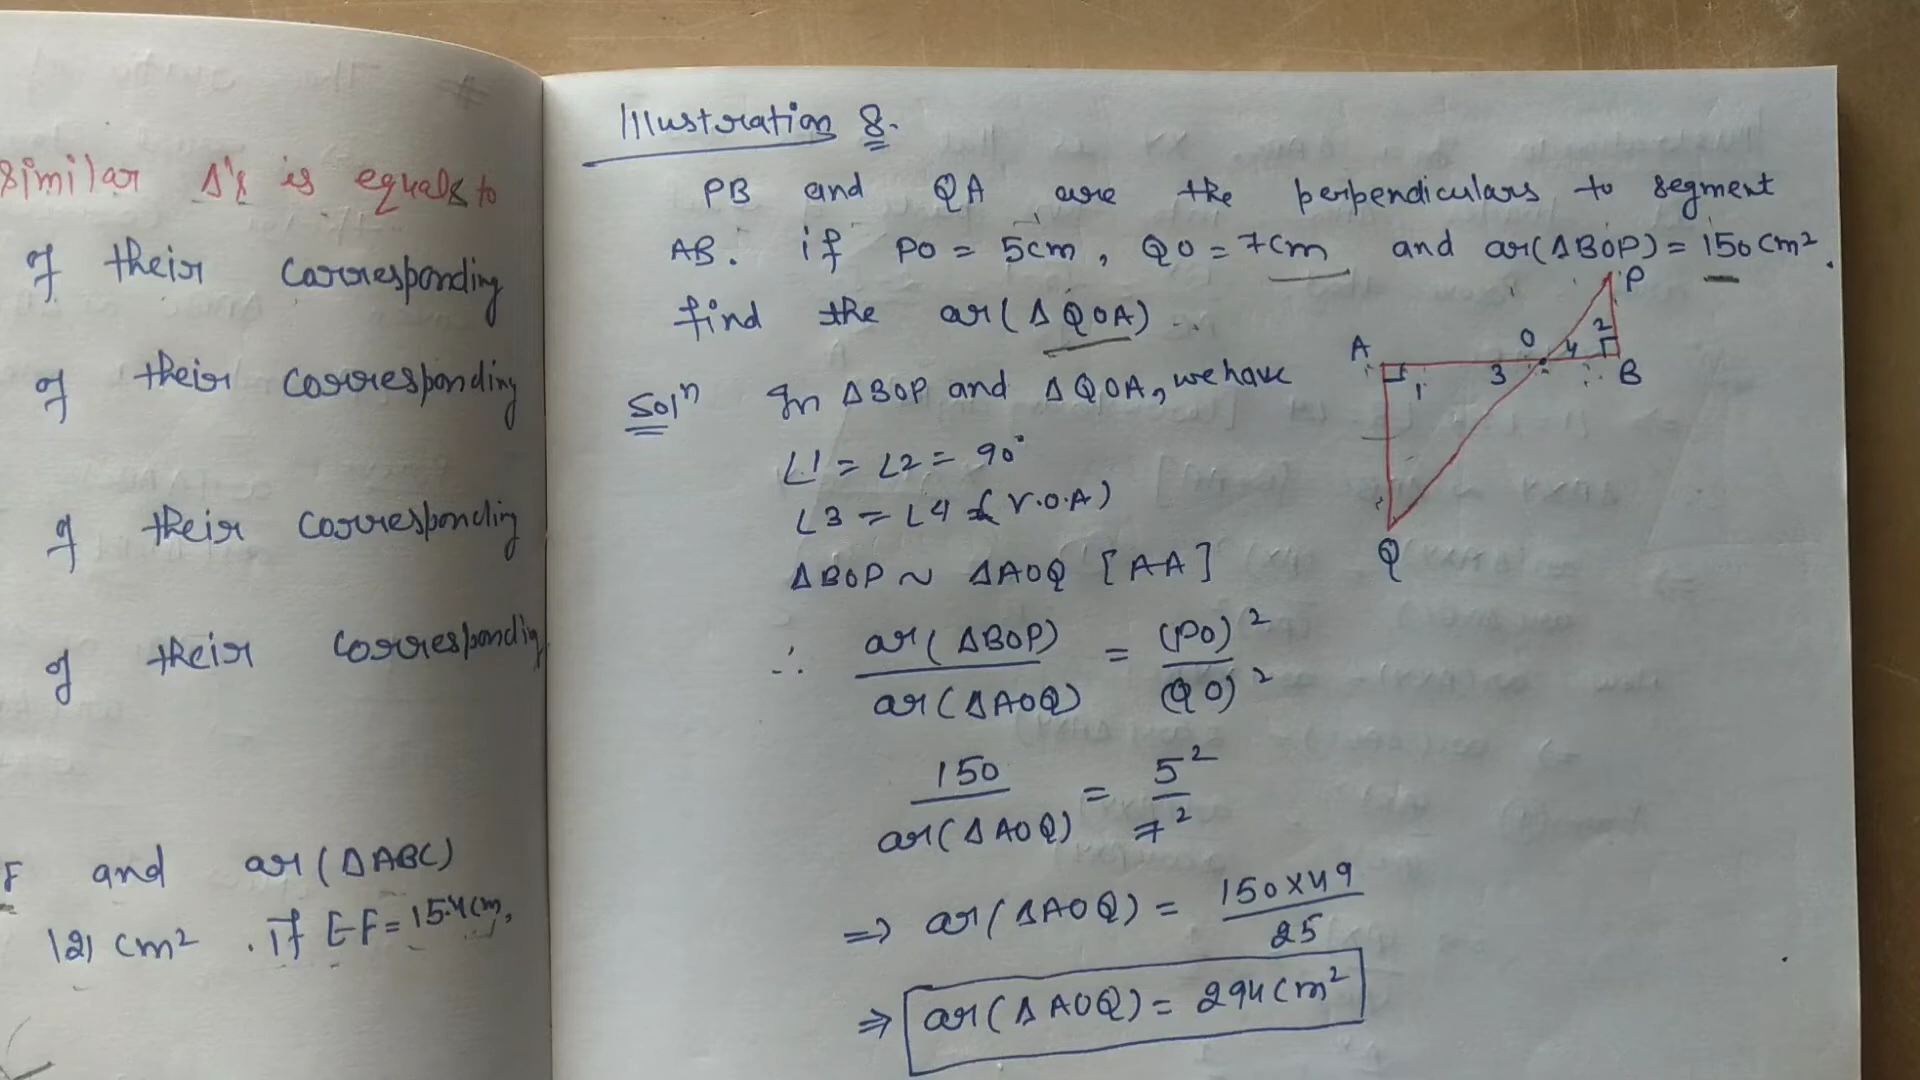 similar Δ's is equals to
of their corresponding
of their corresponding
of their corresponding
of their corresponding
F and ar(ΔABC)
121 cm². if EF = 15.4cm,
Illustration 8.
PB and QA are the perpendiculars to segment
AB. if PO = 5cm, QO = 7cm and ar(ΔBOP) = 150 cm².
find the ar(ΔQOA)
Solⁿ In ΔBOP and ΔQOA, we have
∠1 = ∠2 = 90°
∠3 = ∠4 (V.O.A)
ΔBOP ~ ΔAOQ [AA]
∴ ar(ΔBOP)/ar(ΔAOQ) = (PO)²/(QO)²
150/ar(ΔAOQ) = 5²/7²
⇒ ar(ΔAOQ) = 150×49/25
⇒ ar(ΔAOQ) = 294cm²
P
A O 4 2
1 3 B
Q